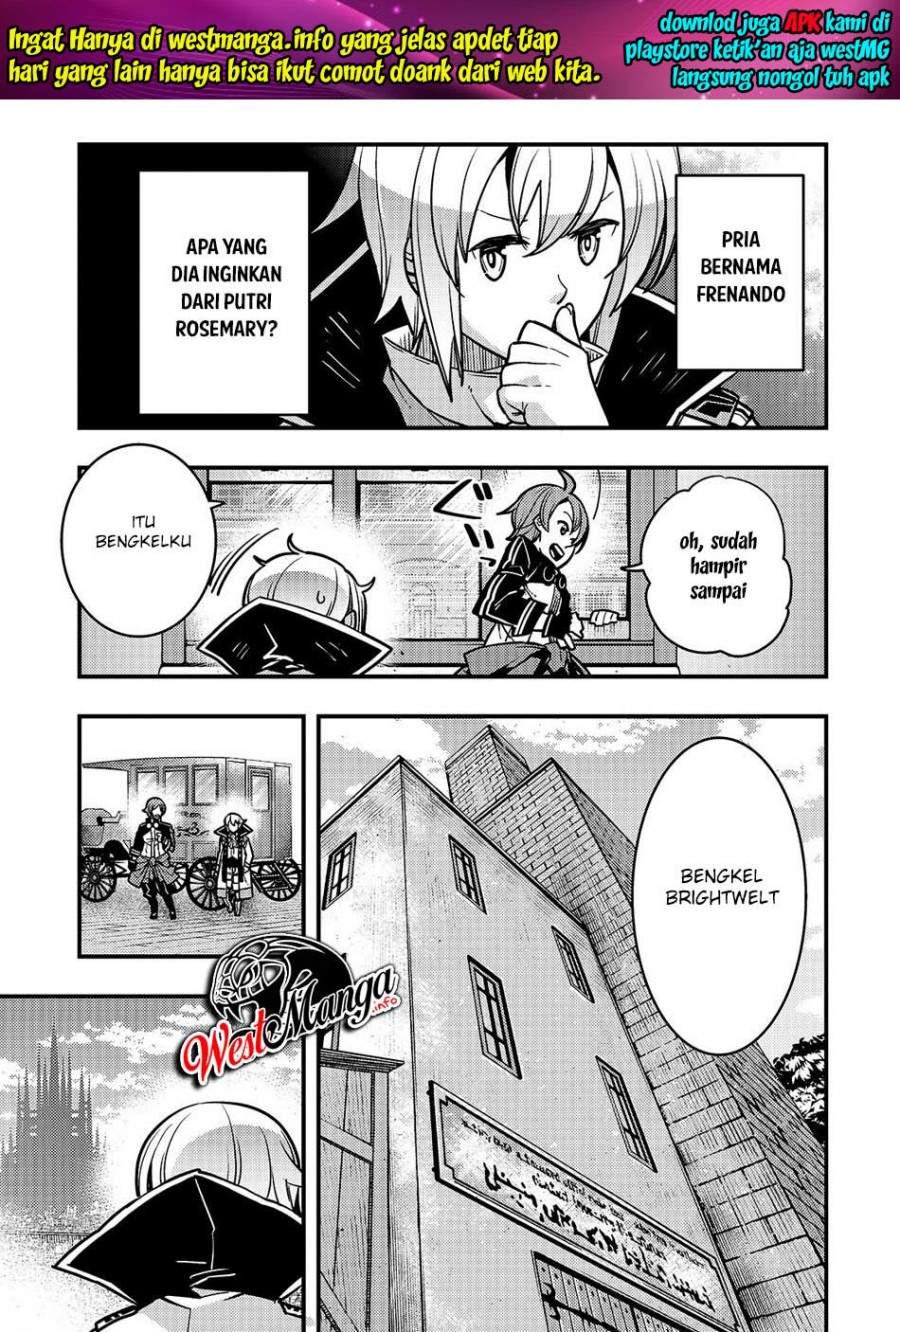 Ingat Hanya di westmanga.info yang jelas apdet tiap
hari yang lain hanya bisa ikut comot doank dari web kita.
downlod juga APK kami di
playstore ketik'an aja westMG
langsung nongol tuh apk
PRIA
BERNAMA
FRENANDO
APA YANG
DIA INGINKAN
DARI PUTRI
ROSEMARY?
oh, sudah
hampir
sampai
ITU
BENGKELKU
BENGKEL
BRIGHTWELT
WestManga
.info